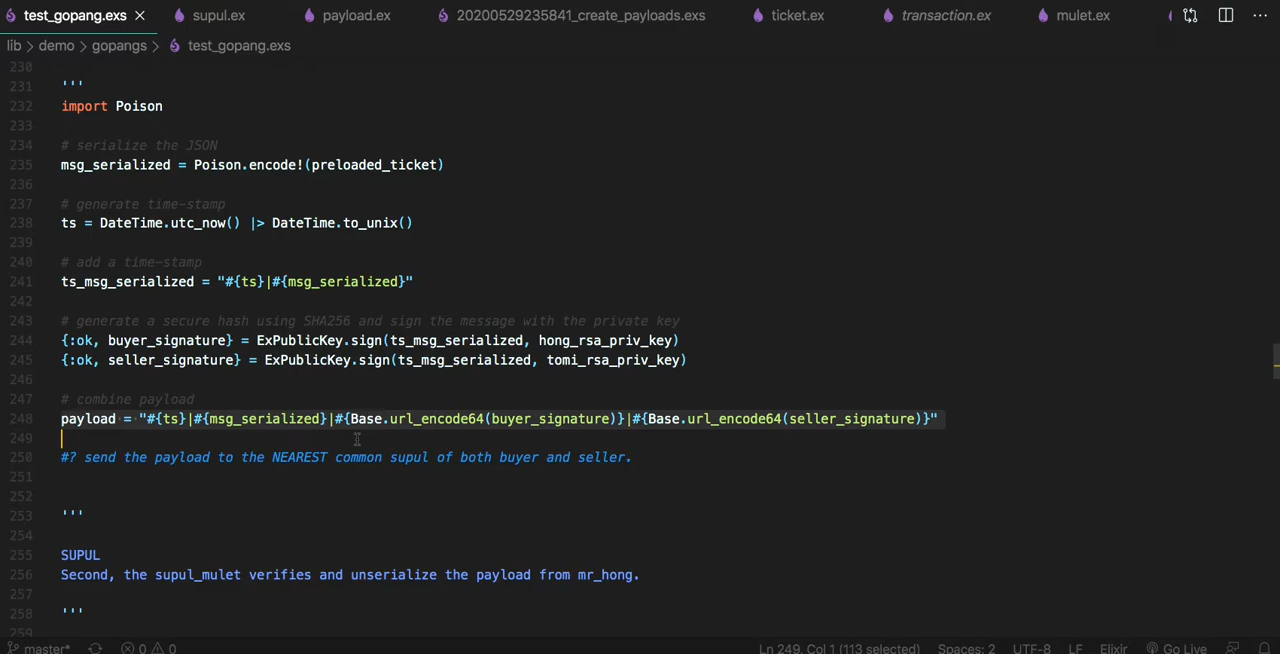 test_gopang.exs supul.ex payload.ex 20200529235841_create_payloads.exs ticket.ex transaction.ex mulet.ex
lib > demo > gopangs > test_gopang.exs
230
231 '''
232 import Poison
233
234 # serialize the JSON
235 msg_serialized = Poison.encode!(preloaded_ticket)
236
237 # generate time-stamp
238 ts = DateTime.utc_now() |> DateTime.to_unix()
239
240 # add a time-stamp
241 ts_msg_serialized = "#{ts}|#{msg_serialized}"
242
243 # generate a secure hash using SHA256 and sign the message with the private key
244 {:ok, buyer_signature} = ExPublicKey.sign(ts_msg_serialized, hong_rsa_priv_key)
245 {:ok, seller_signature} = ExPublicKey.sign(ts_msg_serialized, tomi_rsa_priv_key)
246
247 # combine payload
248 payload = "#{ts}|#{msg_serialized}|#{Base.url_encode64(buyer_signature)}|#{Base.url_encode64(seller_signature)}"
249
250 #? send the payload to the NEAREST common supul of both buyer and seller.
251
252
253 '''
254
255 SUPUL
256 Second, the supul_mulet verifies and unserialize the payload from mr_hong.
257
258 '''
259
master* 0 0 Ln 249, Col 1 (113 selected) Spaces: 2 UTF-8 LF Elixir Go Live